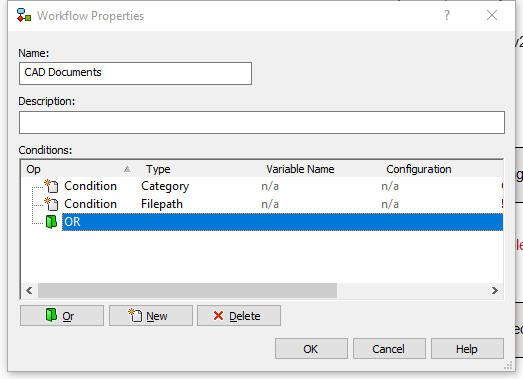 Workflow Properties
Name:
CAD Documents
Description:
Conditions:
Op Type Variable Name Configuration
Condition Category n/a n/a
Condition Filepath n/a n/a
OR
Or New Delete
OK Cancel Help